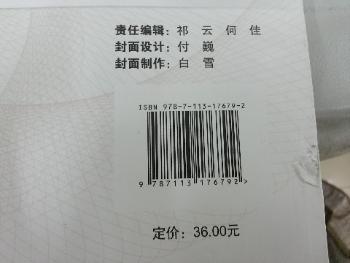 责任编辑：祁 云 何 佳
封面设计：付 巍
封面制作：白 雪
ISBN 978-7-113-17679-2
9 787113 176792 >
定价：36.00元